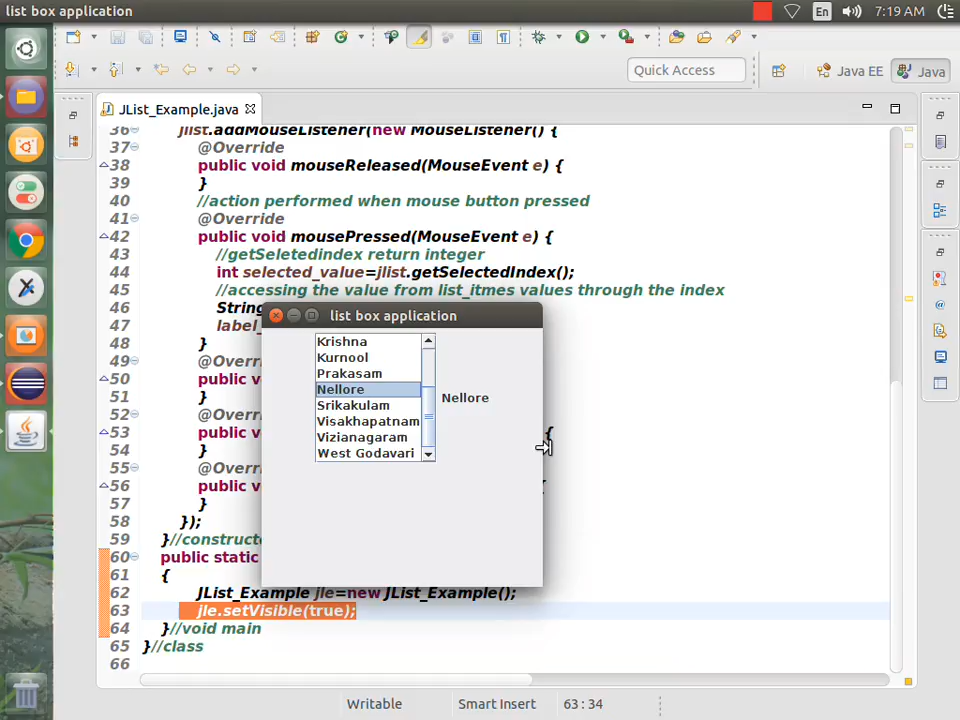 list box application
En
7:19 AM
Quick Access
Java EE
Java
JList_Example.java
36 jlist.addMouseListener(new MouseListener() {
37 @Override
38 public void mouseReleased(MouseEvent e) {
39 }
40 //action performed when mouse button pressed
41 @Override
42 public void mousePressed(MouseEvent e) {
43 //getSeletedindex return integer
44 int selected_value=jlist.getSelectedIndex();
45 //accessing the value from list_itmes values through the index
46 String
47 label_
48 }
49 @Over
50 public v
51 }
52 @Over
53 public v {
54 }
55 @Over
56 public v {
57 }
58 });
59 }//construct
60 public static
61 {
62 JList_Example jle=new JList_Example();
63 jle.setVisible(true);
64 }//void main
65 }//class
66
list box application
Krishna
Kurnool
Prakasam
Nellore
Srikakulam
Visakhapatnam
Vizianagaram
West Godavari
Nellore
Writable
Smart Insert
63 : 34